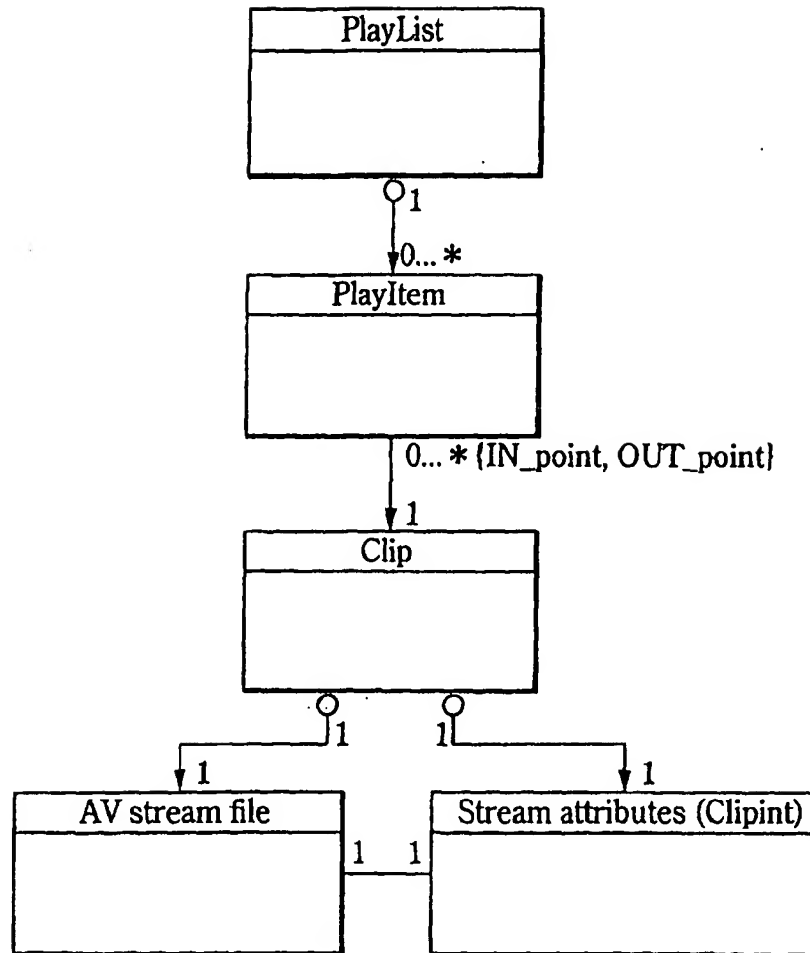 PlayList
1
0... *
PlayItem
0... * {IN_point, OUT_point}
1
Clip
1 1
1 1
AV stream file Stream attributes (Clipint)
1 1